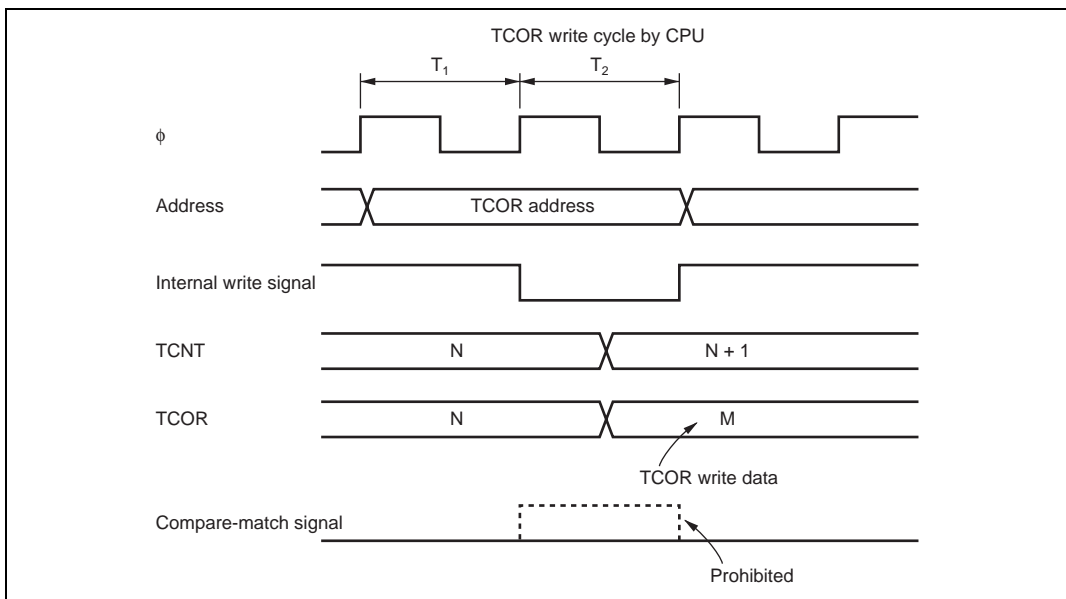 TCOR write cycle by CPU
T1 T2
φ
Address TCOR address
Internal write signal
TCNT N N + 1
TCOR N M
TCOR write data
Compare-match signal
Prohibited